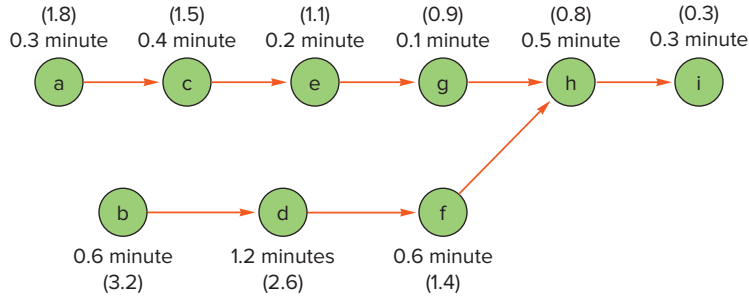 (1.8) (1.5) (1.1) (0.9) (0.8) (0.3)
0.3 minute 0.4 minute 0.2 minute 0.1 minute 0.5 minute 0.3 minute
a c e g h i
b d f
0.6 minute 1.2 minutes 0.6 minute
(3.2) (2.6) (1.4)